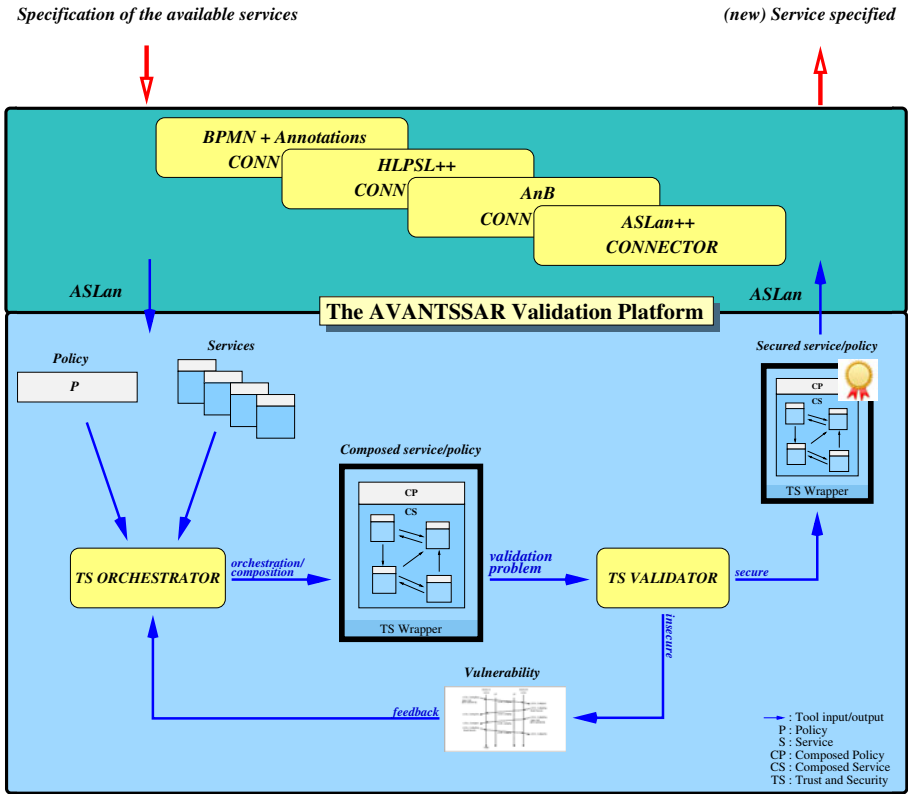 Specification of the available services
(new) Service specified
BPMN + Annotations
CONN
HLPSL++
CONN
AnB
CONN
ASLan++
CONNECTOR
ASLan
ASLan
The AVANTSSAR Validation Platform
Policy
P
Services
Secured service/policy
CP
CS
TS Wrapper
Composed service/policy
CP
CS
TS Wrapper
TS ORCHESTRATOR
orchestration/
composition
validation
problem
TS VALIDATOR
secure
insecure
Vulnerability
feedback
: Tool input/output
P : Policy
S : Service
CP : Composed Policy
CS : Composed Service
TS : Trust and Security